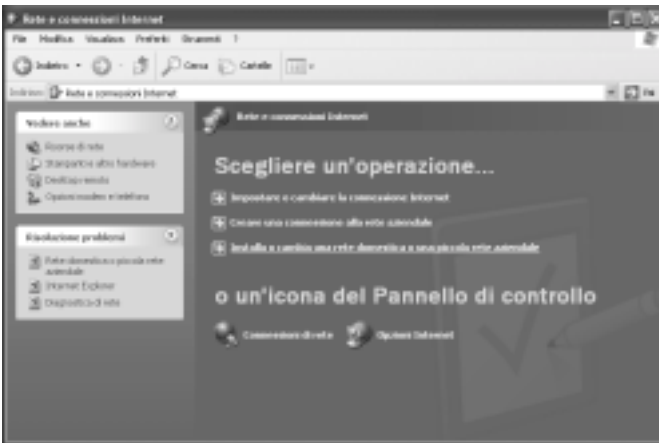 Rete e connessioni Internet
File Modifica Visualizza Preferiti Strumenti ?
Indietro Cerca Cartelle
Indirizzo Rete e connessioni Internet Vai
Vedere anche
Risorse di rete
Stampanti e altro hardware
Desktop remoto
Opzioni modem e telefono
Risoluzione problemi
Rete domestica o piccola rete
aziendale
Internet Explorer
Diagnostica di rete
Rete e connessioni Internet
Scegliere un'operazione...
Impostare o cambiare la connessione Internet
Creare una connessione alla rete aziendale
Installa o cambia una rete domestica o una piccola rete aziendale
o un'icona del Pannello di controllo
Connessioni di rete Opzioni Internet